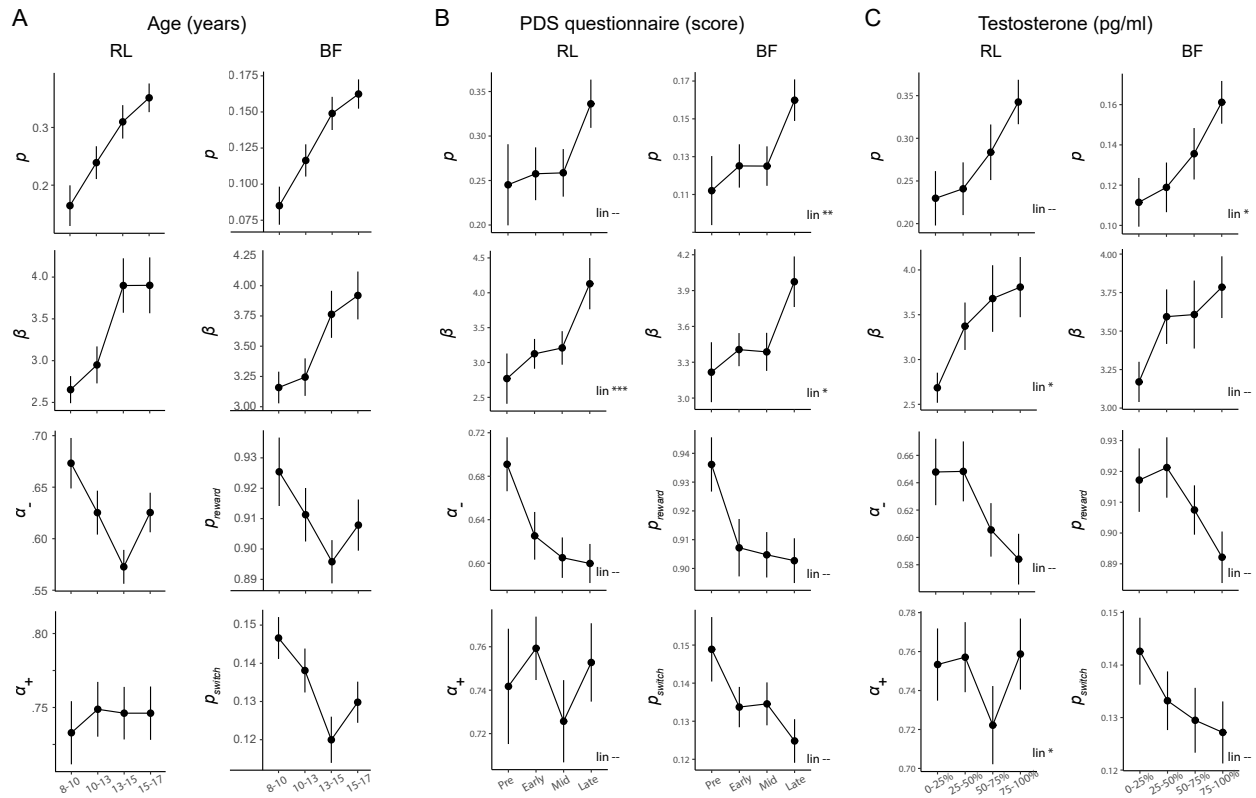 A Age (years)
RL BF
p
0.3
0.2
p
0.175
0.150
0.125
0.100
0.075
β
4.0
3.5
3.0
2.5
β
4.25
4.00
3.75
3.50
3.25
3.00
α-
.70
.65
.60
.55
preward
0.93
0.92
0.91
0.90
0.89
α+
.80
.75
8-10 10-13 13-15 15-17
pswitch
0.15
0.14
0.13
0.12
8-10 10-13 13-15 15-17
B PDS questionnaire (score)
RL BF
p
0.35
0.30
0.25
0.20
lin --
p
0.17
0.15
0.13
0.11
lin **
β
4.5
4.0
3.5
3.0
2.5
lin ***
β
4.2
3.9
3.6
3.3
3.0
lin *
α-
0.72
0.68
0.64
0.60
lin --
preward
0.94
0.93
0.92
0.91
0.90
lin --
α+
0.76
0.74
0.72
lin --
Pre Early Mid Late
pswitch
0.16
0.15
0.14
0.13
0.12
lin --
Pre Early Mid Late
C Testosterone (pg/ml)
RL BF
p
0.35
0.30
0.25
0.20
lin --
p
0.16
0.14
0.12
0.10
lin *
β
4.0
3.5
3.0
2.5
lin *
β
4.00
3.75
3.50
3.25
3.00
lin --
α-
0.66
0.64
0.62
0.60
0.58
lin --
preward
0.93
0.92
0.91
0.90
0.89
lin --
α+
0.78
0.76
0.74
0.72
0.70
lin *
0-25% 25-50% 50-75% 75-100%
pswitch
0.15
0.14
0.13
0.12
lin --
0-25% 25-50% 50-75% 75-100%